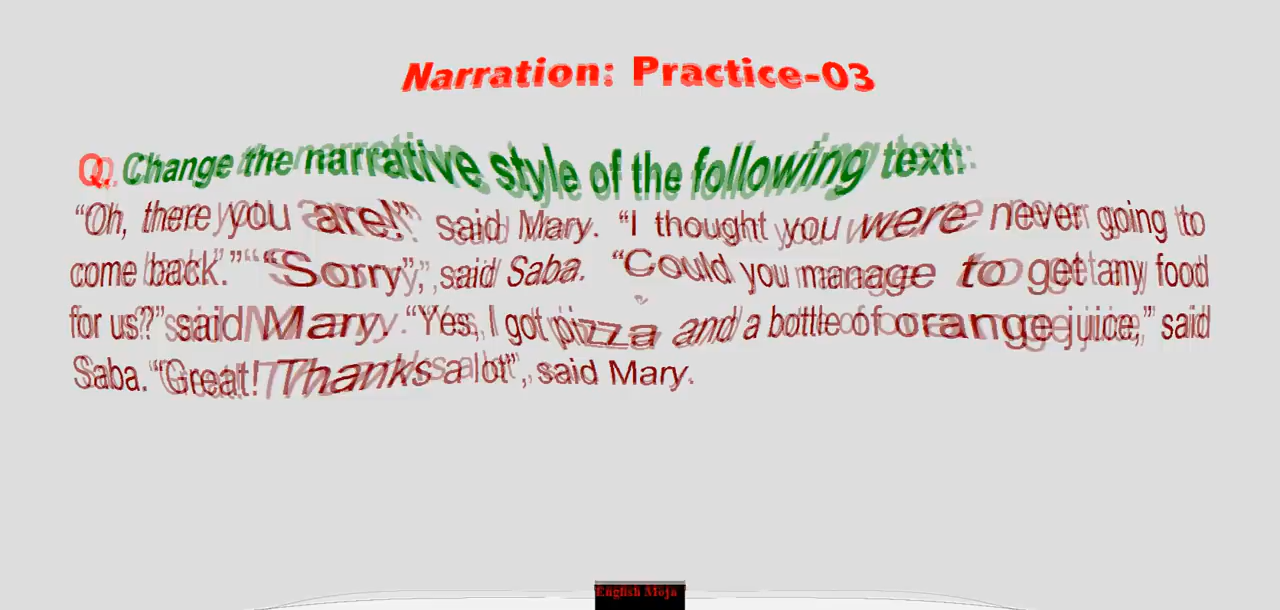 Narration: Practice-03
Q. Change the narrative style of the following text:
“Oh, there you are!” said Mary. “I thought you were never going to
come back.” “Sorry”, said Saba. “Could you manage to get any food
for us?” said Mary. “Yes, I got pizza and a bottle of orange juice,” said
Saba. “Great! Thanks a lot”, said Mary.
English Moja